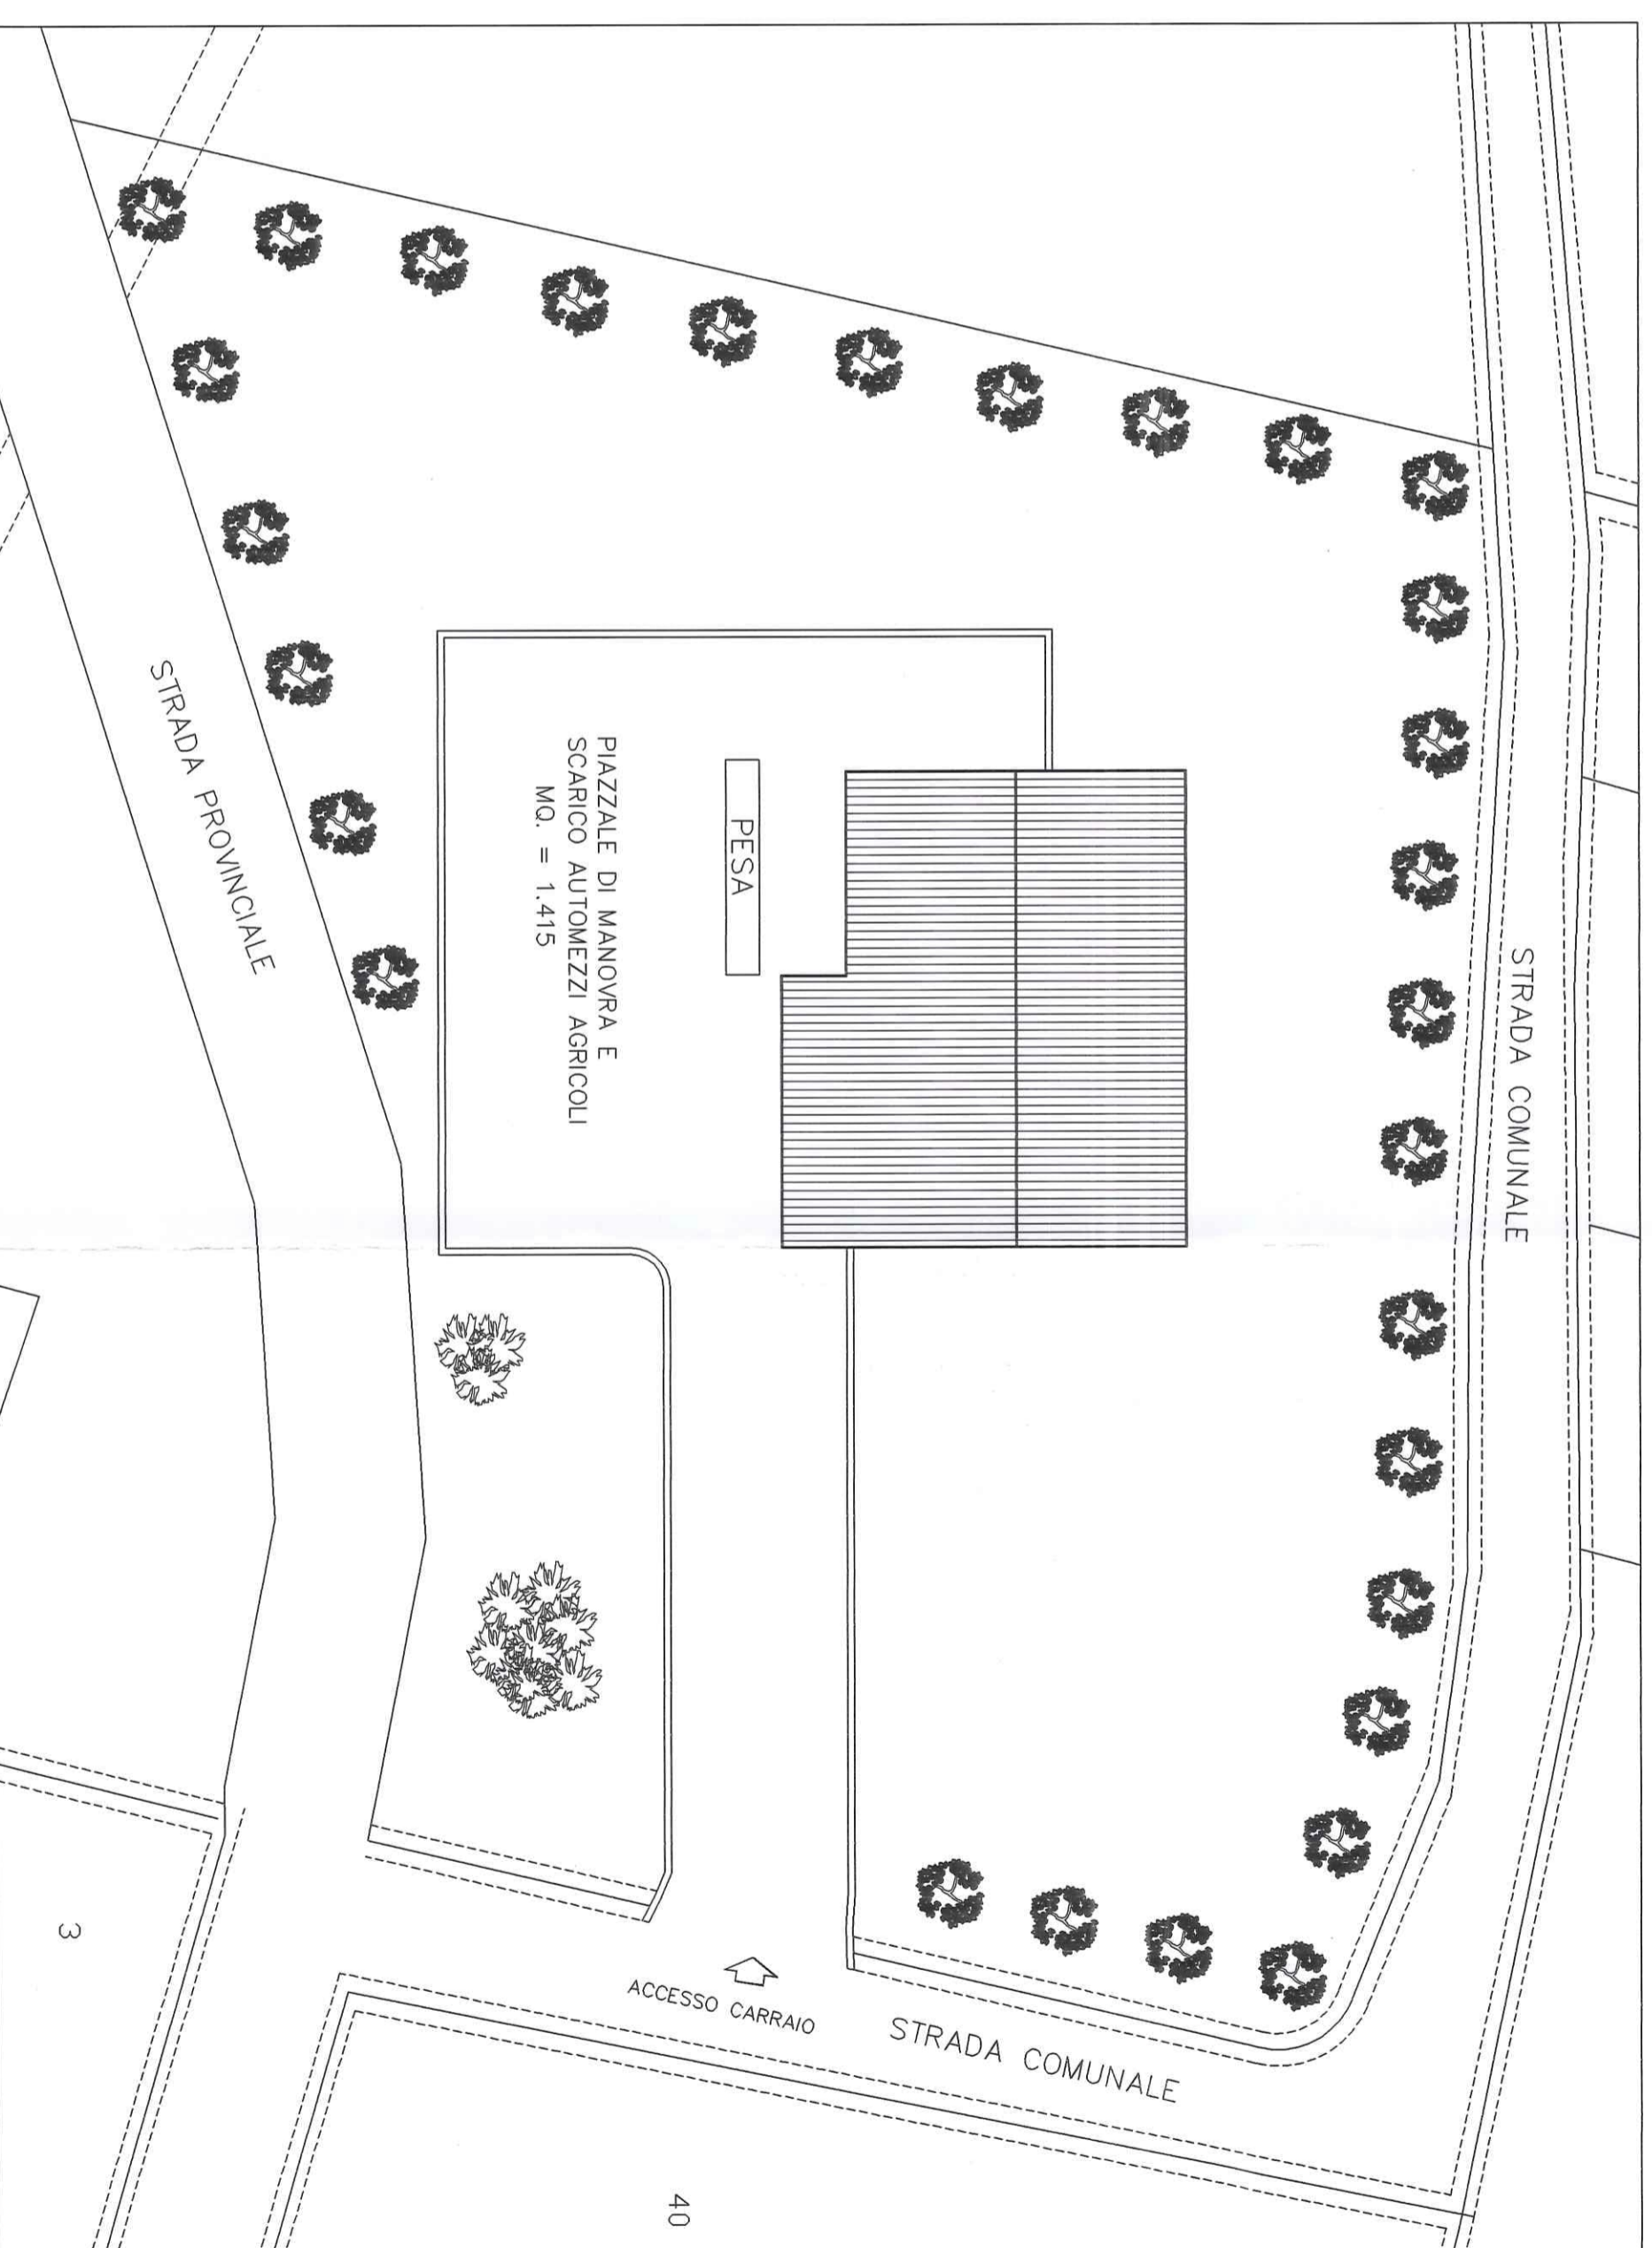 STRADA COMUNALE
PESA
PIAZZALE DI MANOVRA E
SCARICO AUTOMEZZI AGRICOLI
MQ. = 1.415
STRADA PROVINCIALE
STRADA COMUNALE
ACCESSO CARRAIO
40
3